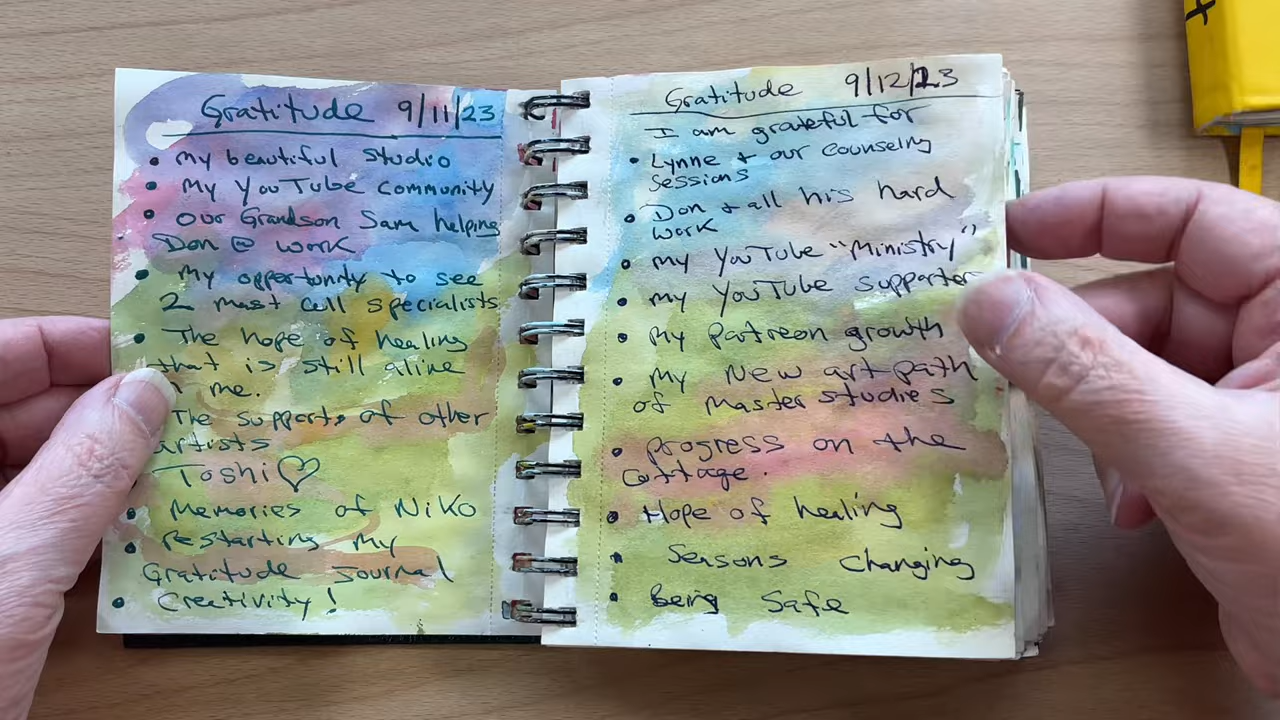 Gratitude 9/11/23
• My beautiful studio
• My YouTube community
• our Grandson Sam helping
Don @ work
• My opportunity to see
2 mast cell specialists
• The hope of healing
that is still alive
in me.
The supports of other
artists
Toshi♡
• Memories of Niko
• restarting my
Gratitude Journal
• Creativity!
Gratitude 9/12/23
I am grateful for
• Lynne + our counseling
sessions
• Don + all his hard
work
• my YouTube "Ministry"
• my YouTube supporter
• my patreon growth
• my New art path
of master studies
• progress on the
cottage.
• Hope of healing
• Seasons changing
• Being Safe